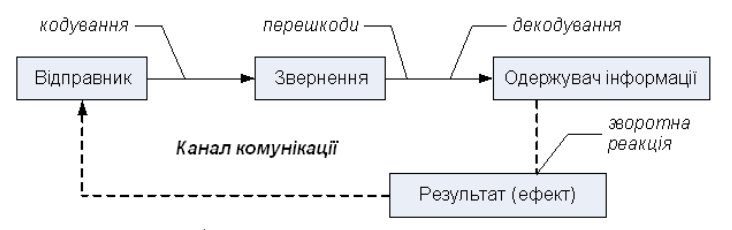 кодування
перешкоди
декодування
Відправник
Звернення
Одержувач інформації
Канал комунікації
зворотна
реакція
Результат (ефект)